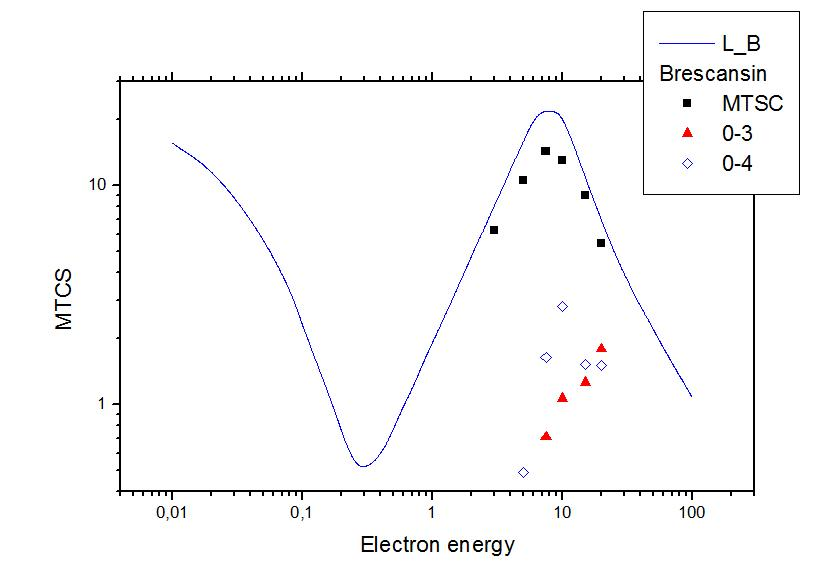 L_B
Brescansin
MTSC
0-3
0-4
10
1
MTCS
0,01 0,1 1 10 100
Electron energy